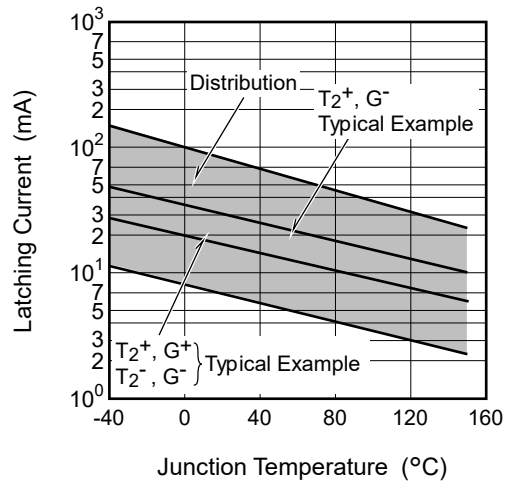 Latching Current (mA)
10³
7
5
3
2
10²
7
5
3
2
10¹
7
5
3
2
10⁰
Distribution
T2⁺, G⁻
Typical Example
T2⁺, G⁺
T2⁻, G⁻
Typical Example
-40 0 40 80 120 160
Junction Temperature (°C)